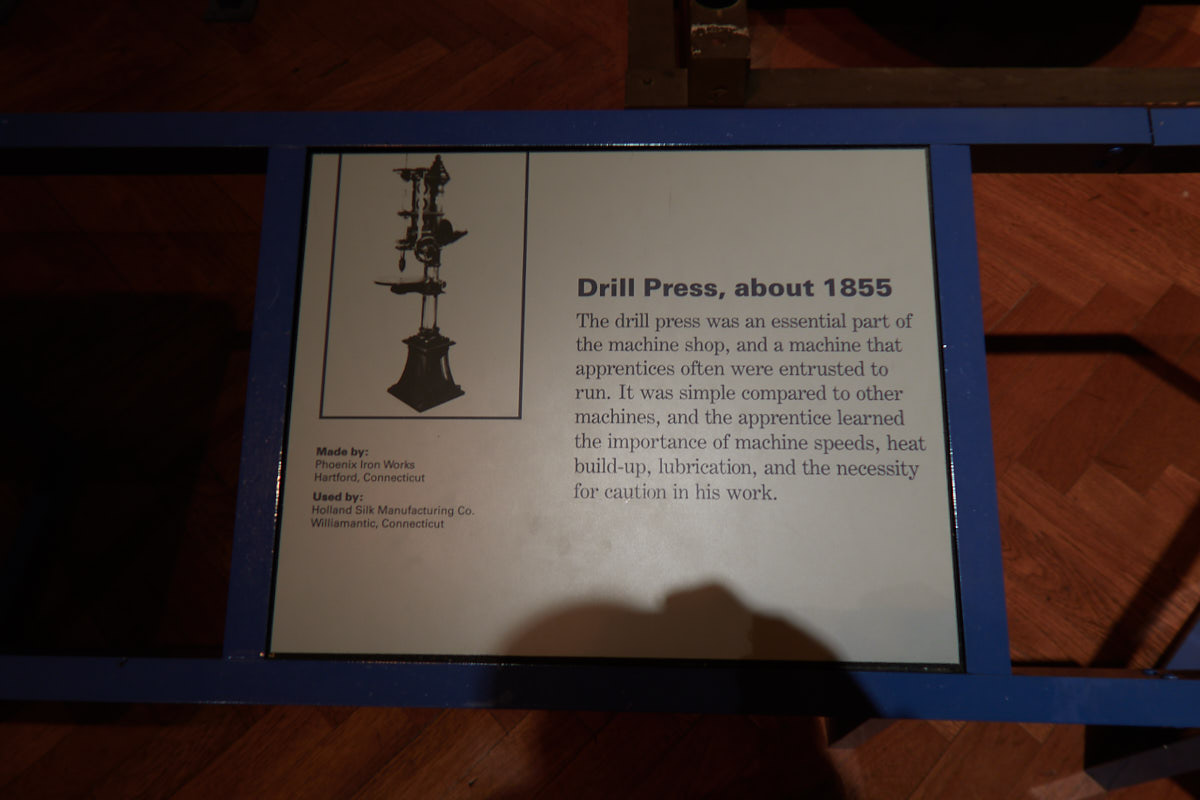 Drill Press, about 1855
The drill press was an essential part of
the machine shop, and a machine that
apprentices often were entrusted to
run. It was simple compared to other
machines, and the apprentice learned
the importance of machine speeds, heat
build-up, lubrication, and the necessity
for caution in his work.
Made by:
Phoenix Iron Works
Hartford, Connecticut
Used by:
Holland Silk Manufacturing Co.
Williamantic, Connecticut